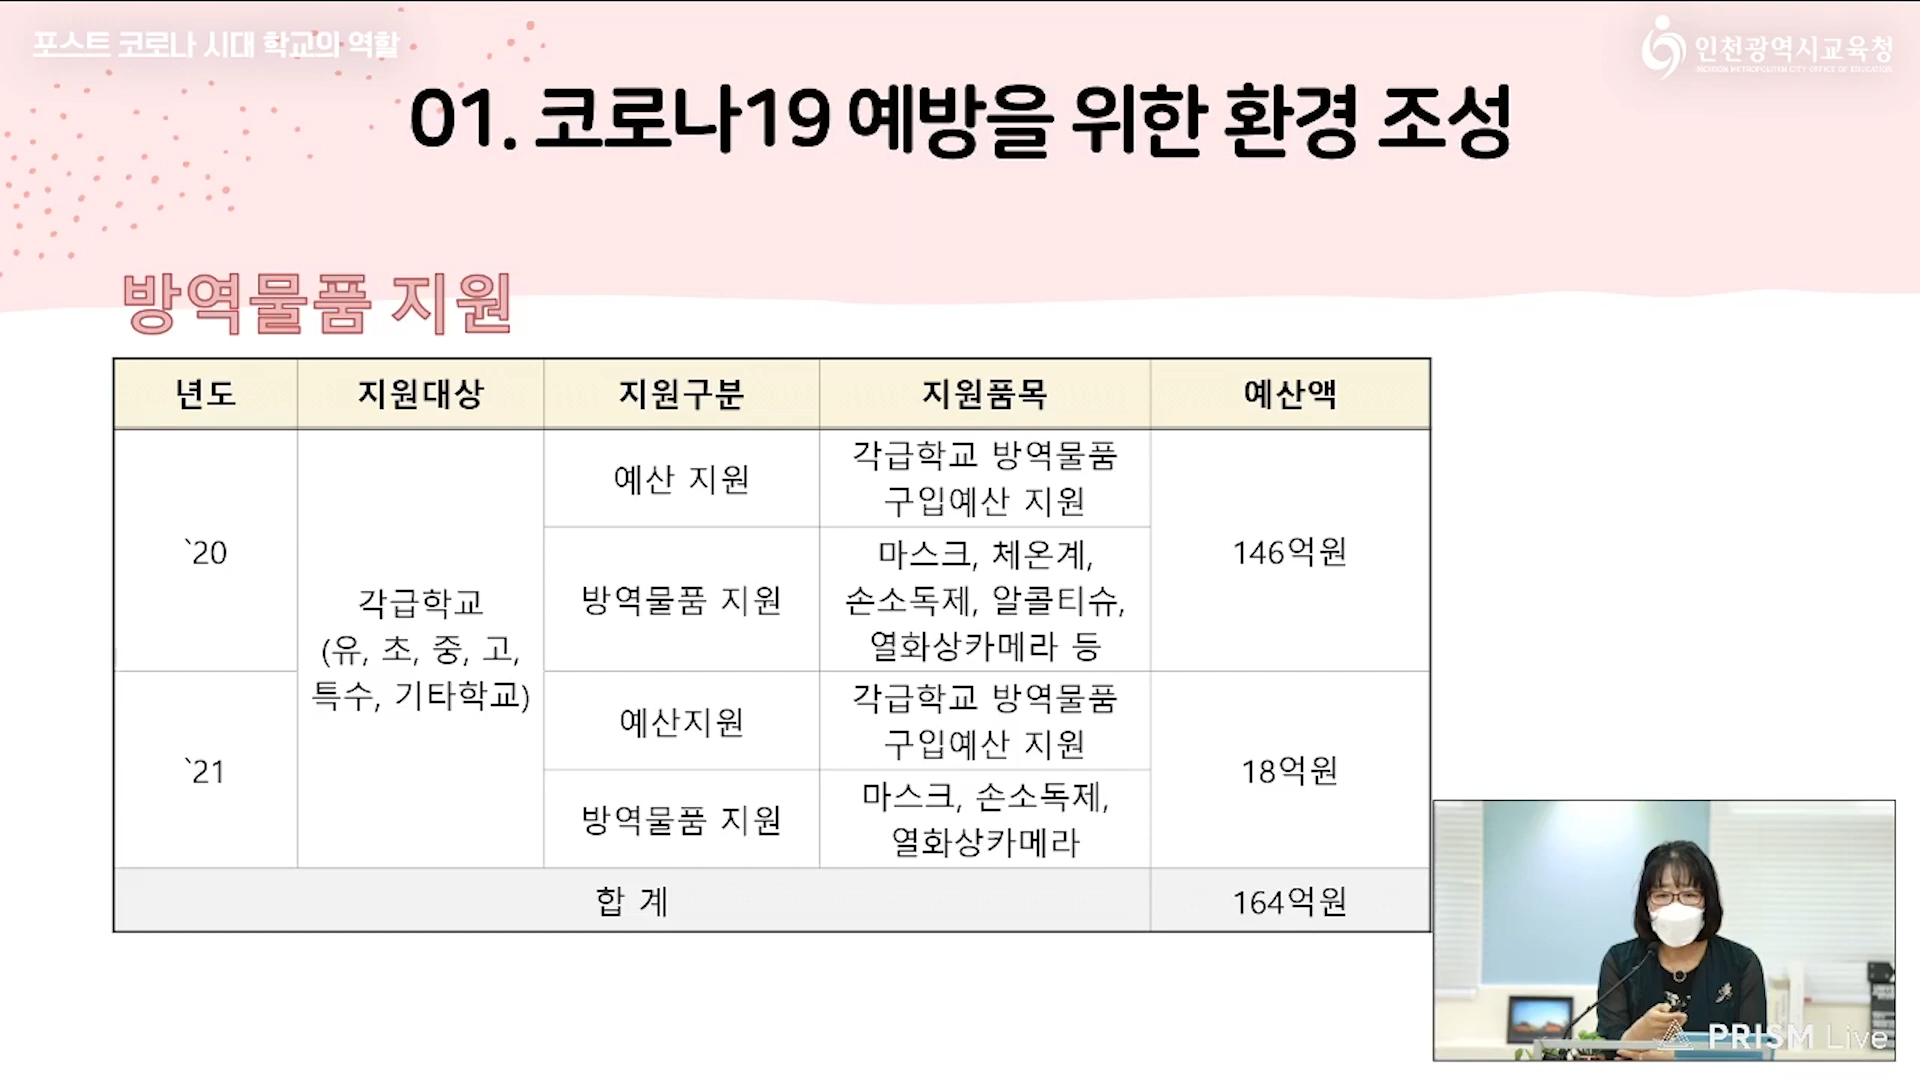 포스트 코로나 시대 학교의 역할
인천광역시교육청
INCHEON METROPOLITAN CITY OFFICE OF EDUCATION
01. 코로나19 예방을 위한 환경 조성
방역물품 지원
년도 지원대상 지원구분 지원품목 예산액
`20
각급학교
(유, 초, 중, 고,
특수, 기타학교)
예산 지원
각급학교 방역물품
구입예산 지원
146억원
방역물품 지원
마스크, 체온계,
손소독제, 알콜티슈,
열화상카메라 등
`21
예산지원
각급학교 방역물품
구입예산 지원
18억원
방역물품 지원
마스크, 손소독제,
열화상카메라
합 계 164억원
PRISM Live